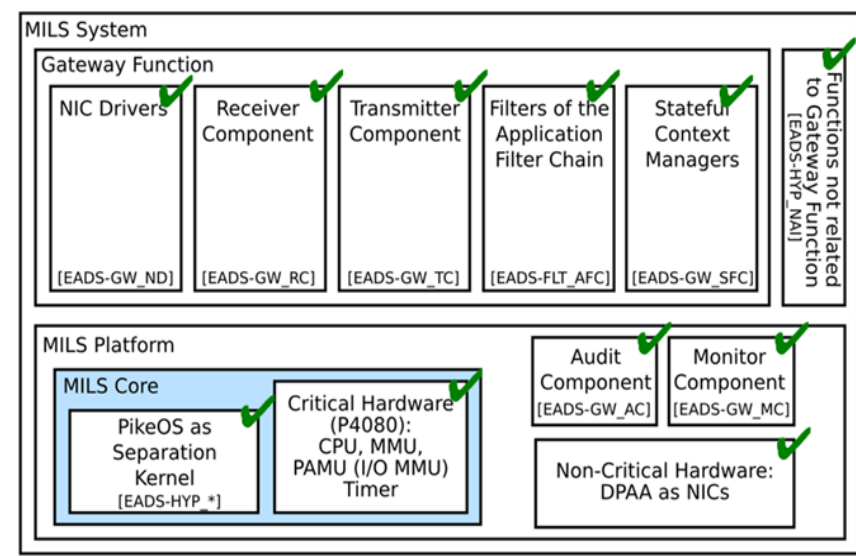 MILS System
Gateway Function
NIC Drivers
[EADS-GW_ND]
Receiver
Component
[EADS-GW_RC]
Transmitter
Component
[EADS-GW_TC]
Filters of the
Application
Filter Chain
[EADS-FLT_AFC]
Stateful
Context
Managers
[EADS-GW_SFC]
Functions not related
to Gateway Function
[EADS-HYP_NAI]
MILS Platform
MILS Core
PikeOS as
Separation
Kernel
[EADS-HYP_*]
Critical Hardware
(P4080):
CPU, MMU,
PAMU (I/O MMU)
Timer
Audit
Component
[EADS-GW_AC]
Monitor
Component
[EADS-GW_MC]
Non-Critical Hardware:
DPAA as NICs